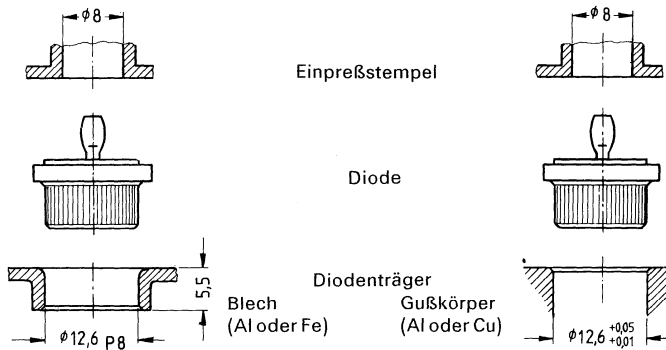 ϕ8
ϕ8
Einpreßstempel
Diode
Diodenträger
Blech
(Al oder Fe)
Gußkörper
(Al oder Cu)
5,5
ϕ12,6 P8
ϕ12,6 +0,05 +0,01